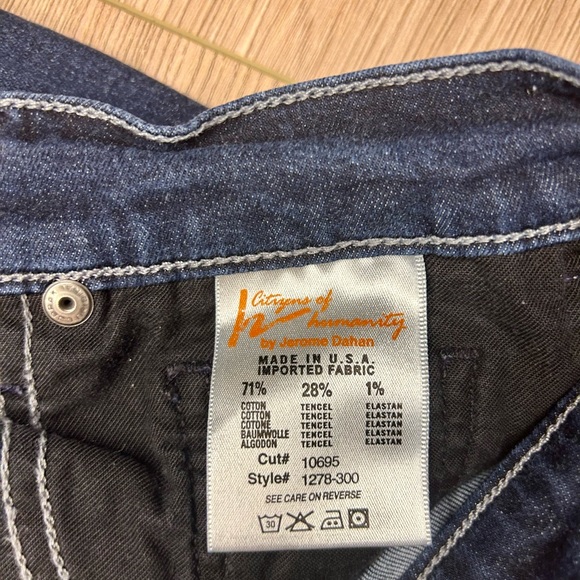 Citizens of
humanity
by Jerome Dahan
MADE IN U.S.A.
IMPORTED FABRIC
71% 28% 1%
COTON TENCEL ELASTAN
COTTON TENCEL ELASTAN
COTONE TENCEL ELASTAN
BAUMWOLLE TENCEL ELASTAN
ALGODON TENCEL ELASTAN
Cut# 10695
Style# 1278-300
SEE CARE ON REVERSE
30